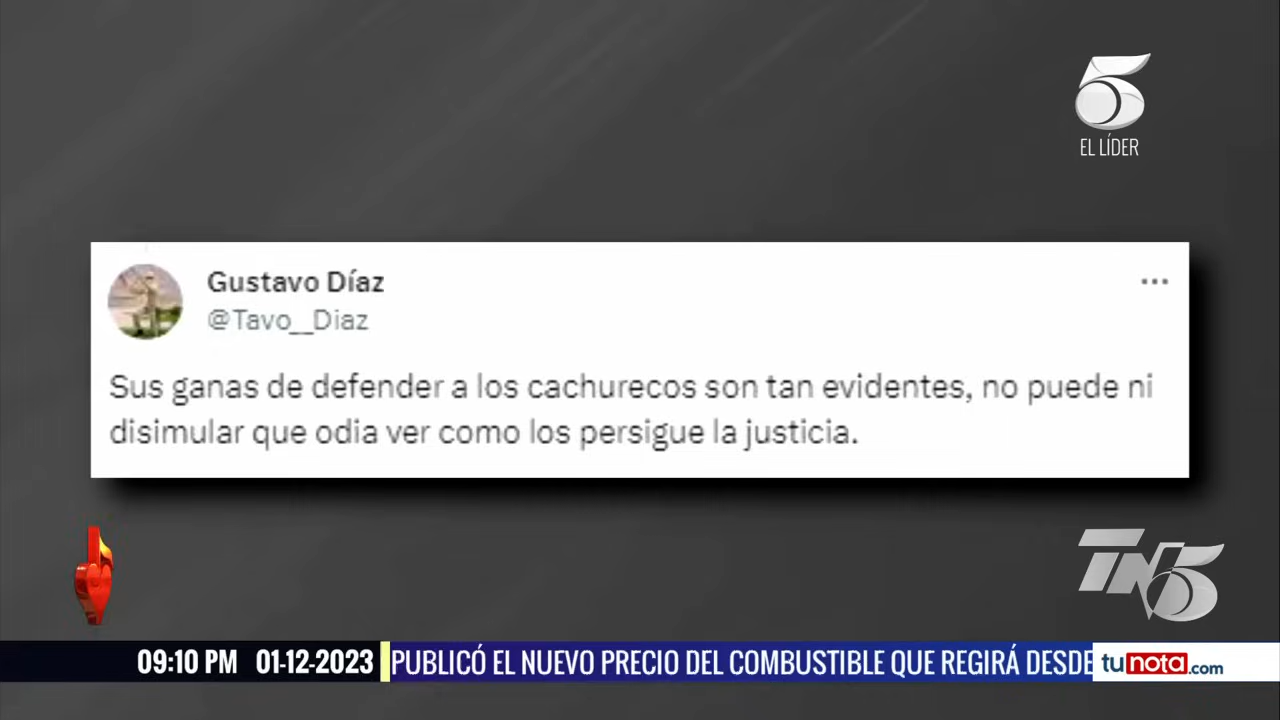 5
EL LÍDER
Gustavo Díaz
@Tavo__Diaz
Sus ganas de defender a los cachurecos son tan evidentes, no puede ni
disimular que odia ver como los persigue la justicia.
TN5
09:10 PM 01-12-2023 PUBLICÓ EL NUEVO PRECIO DEL COMBUSTIBLE QUE REGIRÁ DESDE tunota.com